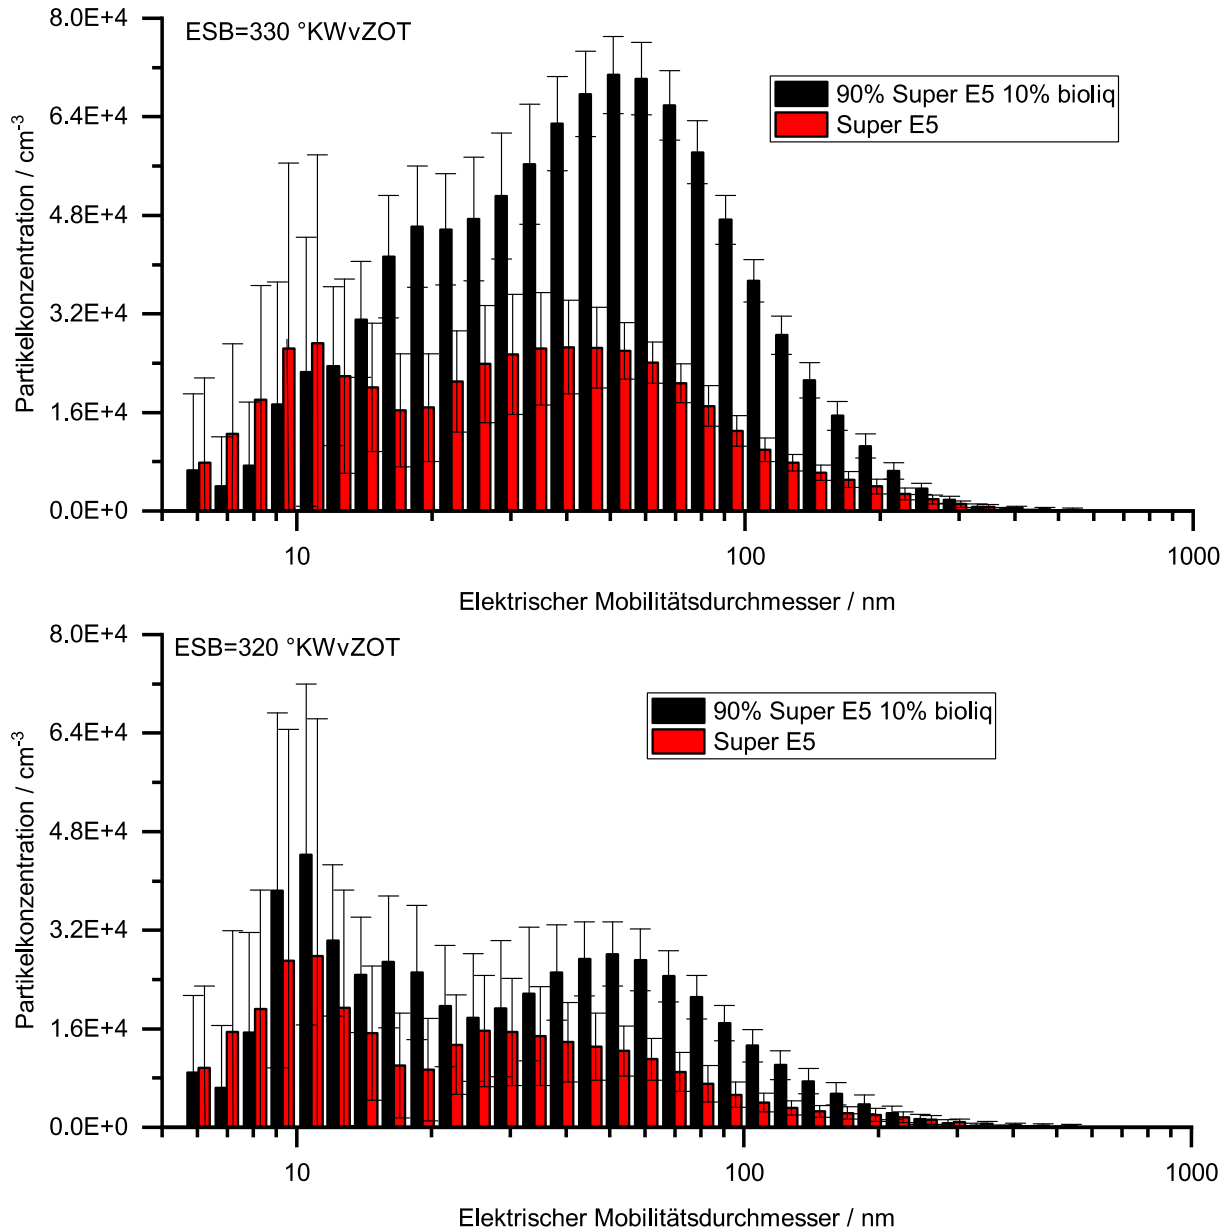 ESB=330 °KWvZOT
90% Super E5 10% bioliq
Super E5
Partikelkonzentration / cm⁻³
8.0E+4
6.4E+4
4.8E+4
3.2E+4
1.6E+4
0.0E+0
10 100 1000
Elektrischer Mobilitätsdurchmesser / nm
ESB=320 °KWvZOT
90% Super E5 10% bioliq
Super E5
Partikelkonzentration / cm⁻³
8.0E+4
6.4E+4
4.8E+4
3.2E+4
1.6E+4
0.0E+0
10 100 1000
Elektrischer Mobilitätsdurchmesser / nm